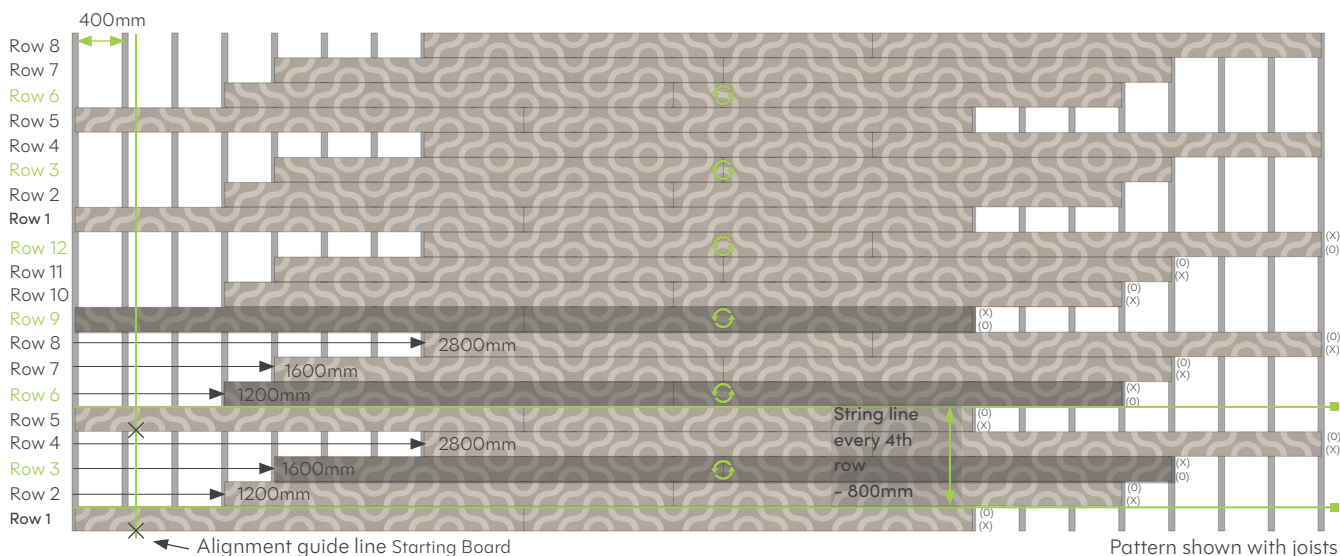 400mm
Row 8
Row 7
Row 6
Row 5
Row 4
Row 3
Row 2
Row 1
Row 12
(X)
(O)
Row 11
(O)
(X)
Row 10
(O)
(X)
Row 9
(X)
(O)
Row 8
2800mm
(O)
(X)
Row 7
1600mm
(O)
(X)
Row 6
1200mm
(X)
(O)
Row 5
String line
every 4th
row
- 800mm
(O)
(X)
Row 4
2800mm
(O)
(X)
Row 3
1600mm
(X)
(O)
Row 2
1200mm
(O)
(X)
Row 1
(O)
(X)
Alignment guide line Starting Board
Pattern shown with joists